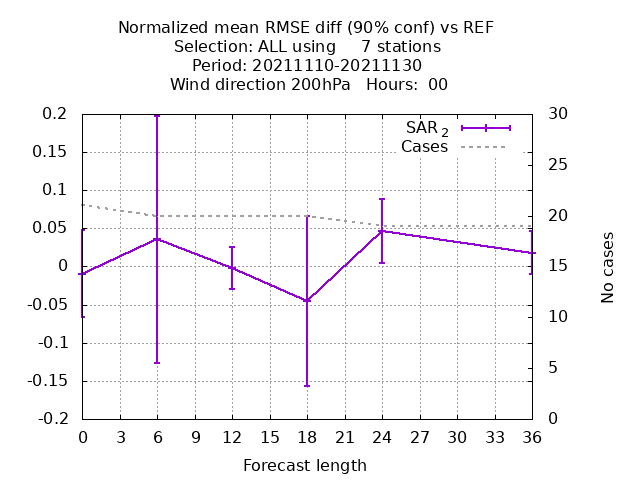 Normalized mean RMSE diff (90% conf) vs REF
Selection: ALL using 7 stations
Period: 20211110-20211130
Wind direction 200hPa Hours: 00
0.2
0.15
0.1
0.05
0
-0.05
-0.1
-0.15
-0.2
SAR 2
Cases
30
25
20
15
10
5
0
No cases
0 3 6 9 12 15 18 21 24 27 30 33 36
Forecast length